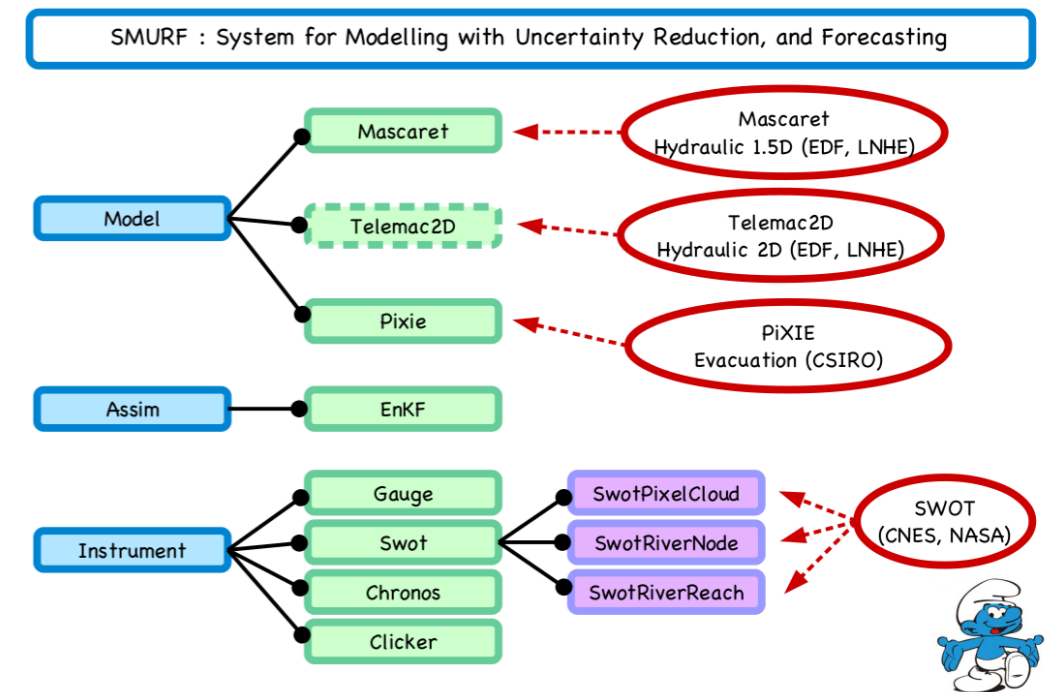 SMURF : System for Modelling with Uncertainty Reduction, and Forecasting
Model
Mascaret
Telemac2D
Pixie
Mascaret
Hydraulic 1.5D (EDF, LNHE)
Telemac2D
Hydraulic 2D (EDF, LNHE)
PiXIE
Evacuation (CSIRO)
Assim
EnKF
Instrument
Gauge
Swot
Chronos
Clicker
SwotPixelCloud
SwotRiverNode
SwotRiverReach
SWOT
(CNES, NASA)